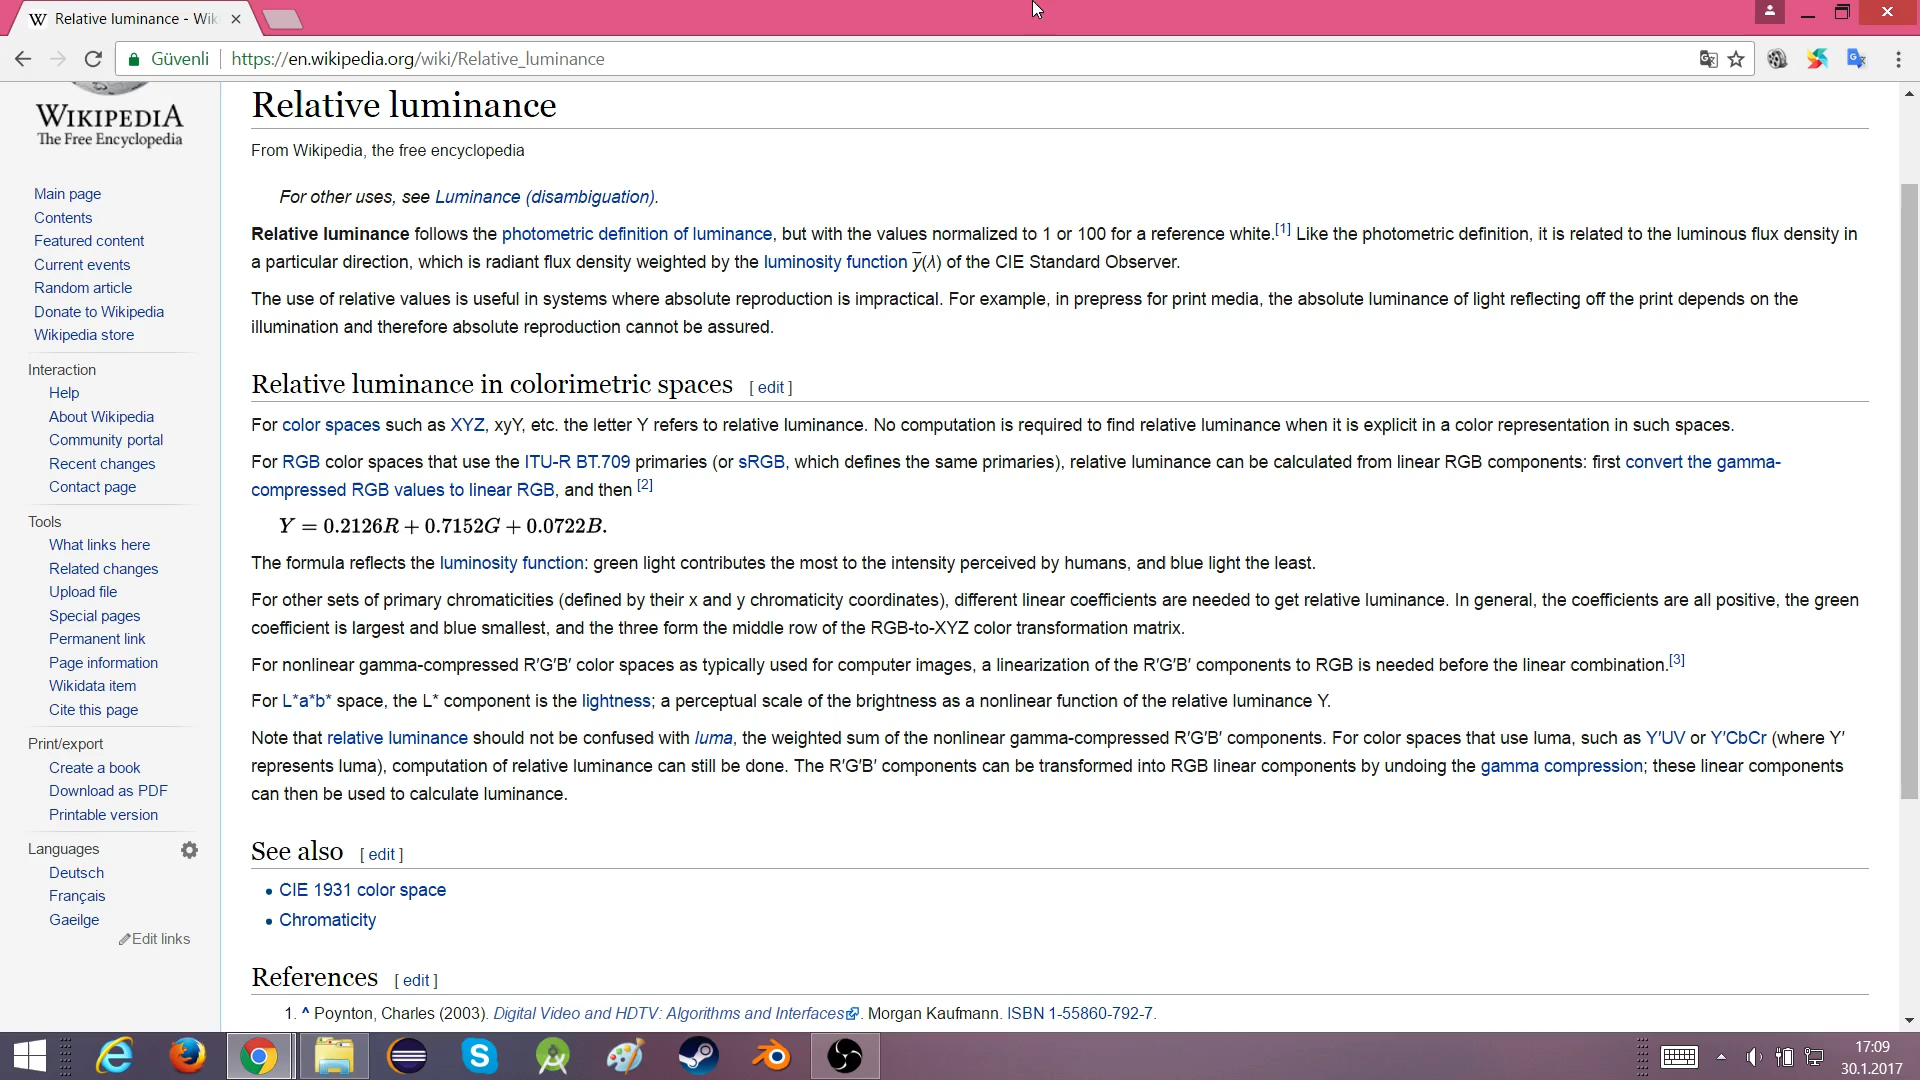 Relative luminance - Wik
Güvenli
https://en.wikipedia.org/wiki/Relative_luminance
WIKIPEDIA
The Free Encyclopedia
Main page
Contents
Featured content
Current events
Random article
Donate to Wikipedia
Wikipedia store
Interaction
Help
About Wikipedia
Community portal
Recent changes
Contact page
Tools
What links here
Related changes
Upload file
Special pages
Permanent link
Page information
Wikidata item
Cite this page
Print/export
Create a book
Download as PDF
Printable version
Languages
Deutsch
Français
Gaeilge
Edit links
Relative luminance
From Wikipedia, the free encyclopedia
For other uses, see Luminance (disambiguation).
Relative luminance follows the photometric definition of luminance, but with the values normalized to 1 or 100 for a reference white.[1] Like the photometric definition, it is related to the luminous flux density in
a particular direction, which is radiant flux density weighted by the luminosity function ȳ(λ) of the CIE Standard Observer.
The use of relative values is useful in systems where absolute reproduction is impractical. For example, in prepress for print media, the absolute luminance of light reflecting off the print depends on the
illumination and therefore absolute reproduction cannot be assured.
Relative luminance in colorimetric spaces [ edit ]
For color spaces such as XYZ, xyY, etc. the letter Y refers to relative luminance. No computation is required to find relative luminance when it is explicit in a color representation in such spaces.
For RGB color spaces that use the ITU-R BT.709 primaries (or sRGB, which defines the same primaries), relative luminance can be calculated from linear RGB components: first convert the gamma-
compressed RGB values to linear RGB, and then [2]
Y = 0.2126R + 0.7152G + 0.0722B.
The formula reflects the luminosity function: green light contributes the most to the intensity perceived by humans, and blue light the least.
For other sets of primary chromaticities (defined by their x and y chromaticity coordinates), different linear coefficients are needed to get relative luminance. In general, the coefficients are all positive, the green
coefficient is largest and blue smallest, and the three form the middle row of the RGB-to-XYZ color transformation matrix.
For nonlinear gamma-compressed R′G′B′ color spaces as typically used for computer images, a linearization of the R′G′B′ components to RGB is needed before the linear combination.[3]
For L*a*b* space, the L* component is the lightness; a perceptual scale of the brightness as a nonlinear function of the relative luminance Y.
Note that relative luminance should not be confused with luma, the weighted sum of the nonlinear gamma-compressed R′G′B′ components. For color spaces that use luma, such as Y′UV or Y′CbCr (where Y′
represents luma), computation of relative luminance can still be done. The R′G′B′ components can be transformed into RGB linear components by undoing the gamma compression; these linear components
can then be used to calculate luminance.
See also [ edit ]
• CIE 1931 color space
• Chromaticity
References [ edit ]
1. ^ Poynton, Charles (2003). Digital Video and HDTV: Algorithms and Interfaces. Morgan Kaufmann. ISBN 1-55860-792-7.
17:09
30.1.2017